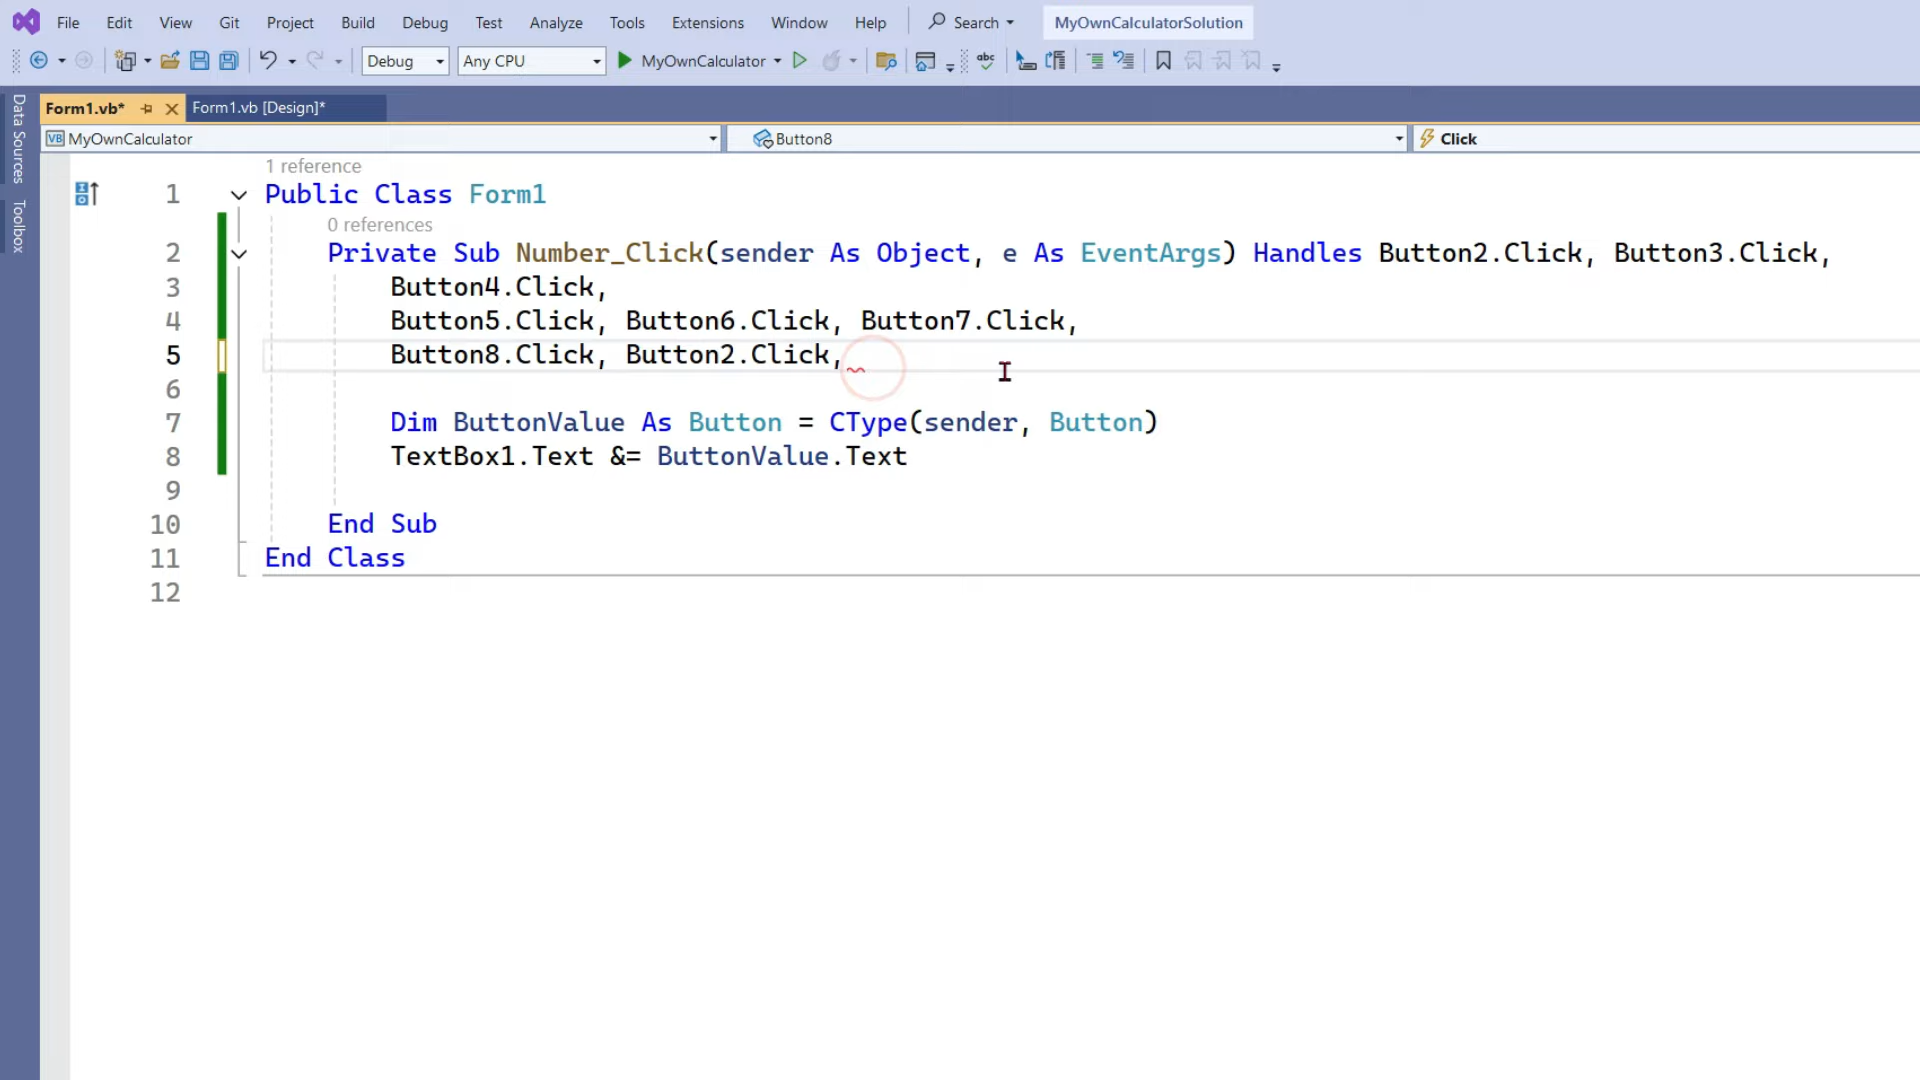 File Edit View Git Project Build Debug Test Analyze Tools Extensions Window Help Search MyOwnCalculatorSolution
Debug Any CPU MyOwnCalculator abc
Data Sources
Toolbox
Form1.vb* Form1.vb [Design]*
VB MyOwnCalculator Button8 Click
1 reference
1 Public Class Form1
0 references
2 Private Sub Number_Click(sender As Object, e As EventArgs) Handles Button2.Click, Button3.Click,
3 Button4.Click,
4 Button5.Click, Button6.Click, Button7.Click,
5 Button8.Click, Button2.Click,
6
7 Dim ButtonValue As Button = CType(sender, Button)
8 TextBox1.Text &= ButtonValue.Text
9
10 End Sub
11 End Class
12